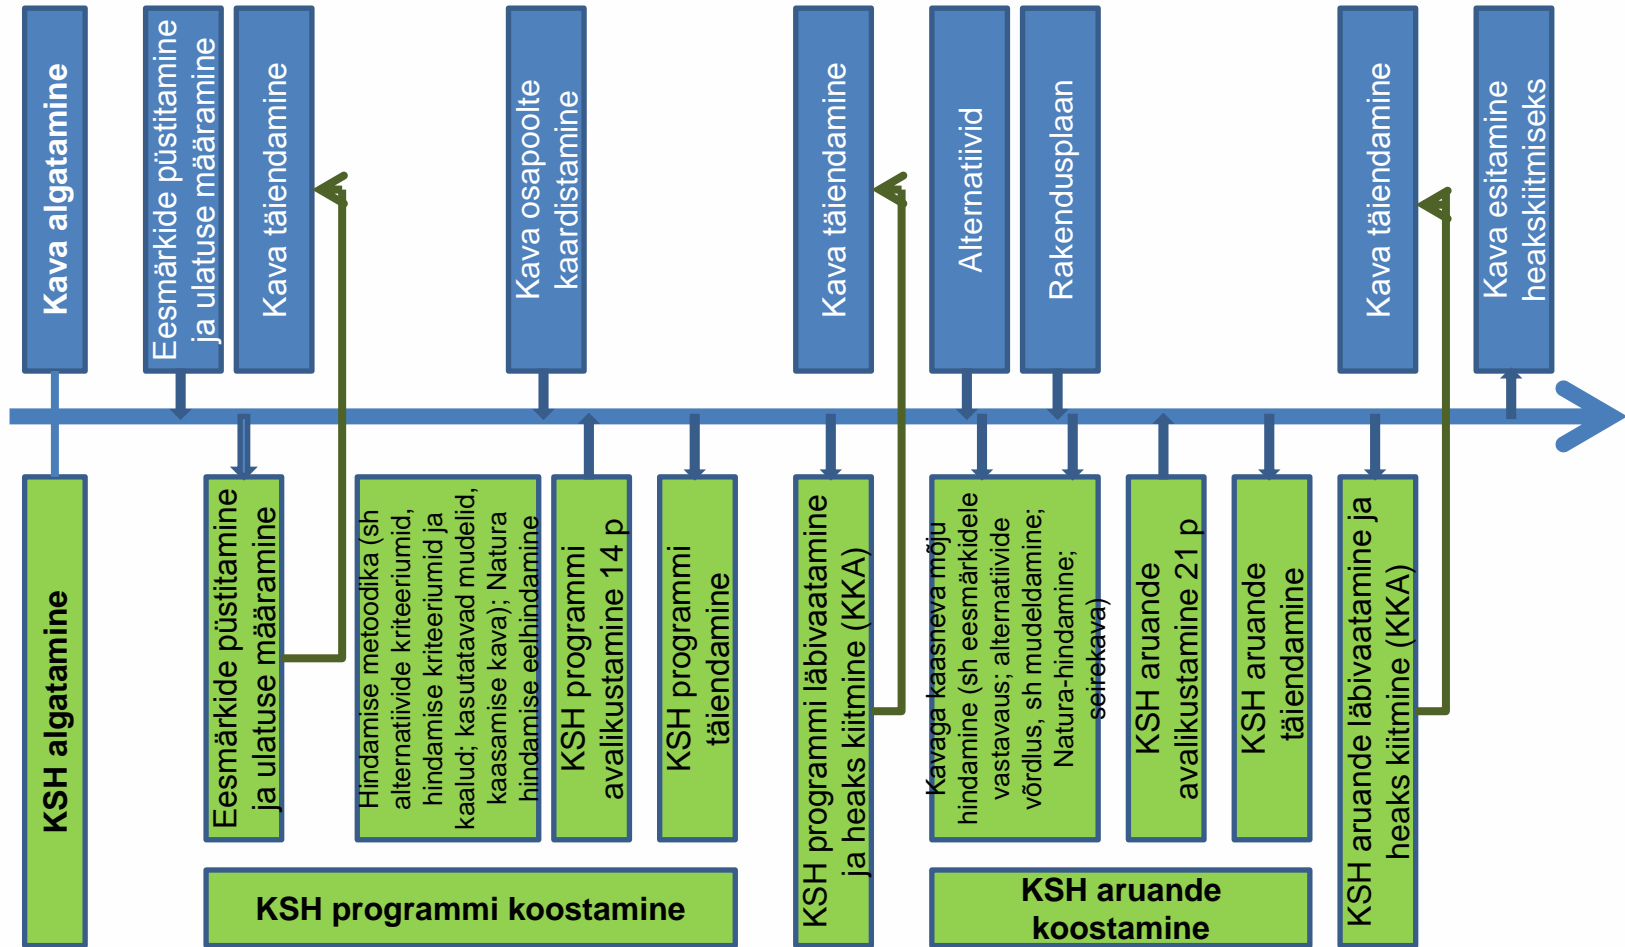 Kava algatamine
Eesmärkide püstitamine
ja ulatuse määramine
Kava täiendamine
Kava osapoolte
kaardistamine
Kava täiendamine
Alternatiivid
Rakendusplaan
Kava täiendamine
Kava esitamine
heakskiitmiseks
KSH algatamine
Eesmärkide püstitamine
ja ulatuse määramine
Hindamise metoodika (sh
alternatiivide kriteeriumid,
hindamise kriteeriumid ja
kaalud; kasutatavad mudelid,
kaasamise kava); Natura
hindamise eelhindamine
KSH programmi
avalikustamine 14 p
KSH programmi
täiendamine
KSH programmi läbivaatamine
ja heaks kiitmine (KKA)
Kavaga kaasneva mõju
hindamine (sh eesmärkidele
vastavaus; alternatiivide
võrdlus, sh mudeldamine;
Natura-hindamine;
seirekava)
KSH aruande
avalikustamine 21 p
KSH aruande
täiendamine
KSH aruande läbivaatamine ja
heaks kiitmine (KKA)
KSH programmi koostamine
KSH aruande
koostamine